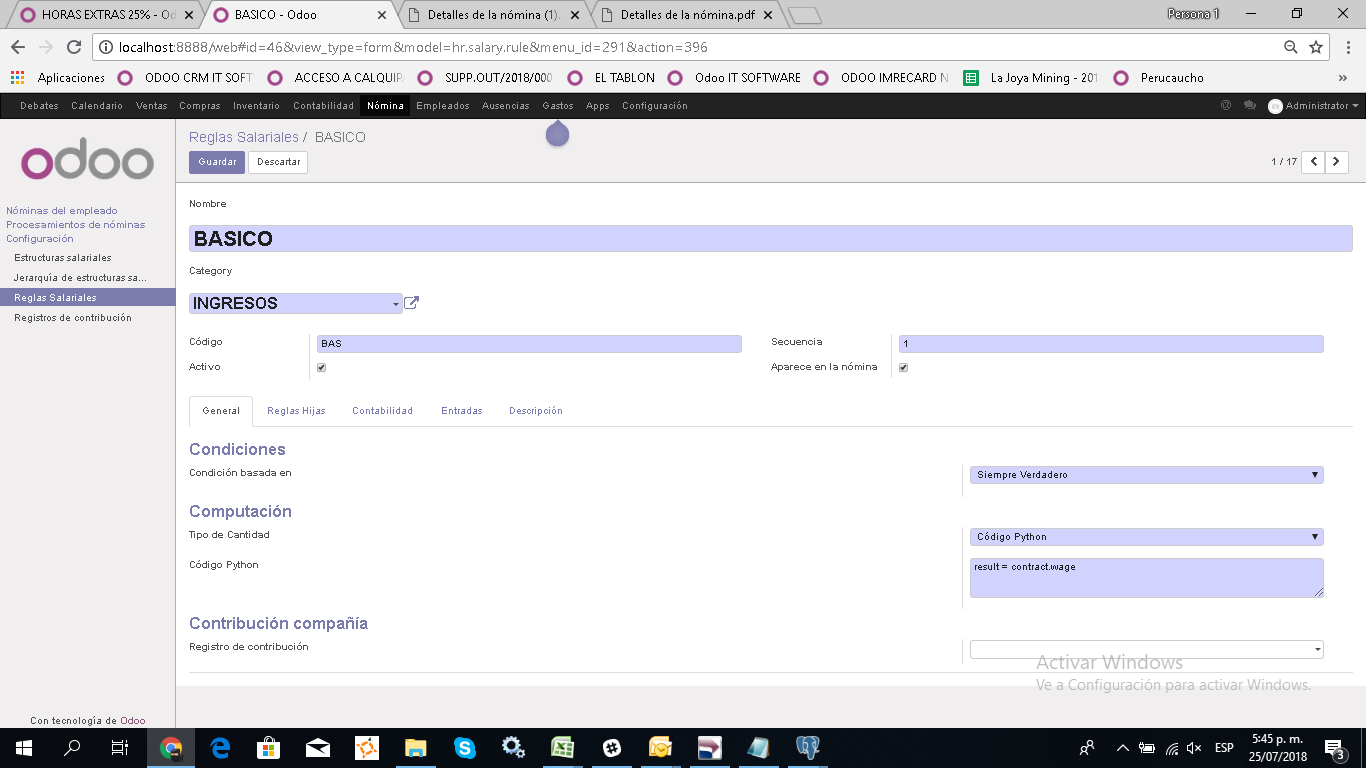 HORAS EXTRAS 25% - Od
BASICO - Odoo
Detalles de la nómina (1).
Detalles de la nómina.pdf
Persona 1
localhost:8888/web#id=46&view_type=form&model=hr.salary.rule&menu_id=291&action=396
Aplicaciones
ODOO CRM IT SOFT
ACCESO A CALQUIP
SUPP.OUT/2018/000
EL TABLON
Odoo IT SOFTWARE
ODOO IMRECARD N
La Joya Mining - 201
Perucaucho
»
Debates Calendario Ventas Compras Inventario Contabilidad Nómina Empleados Ausencias Gastos Apps Configuración
@ Administrator
odoo
Reglas Salariales / BASICO
Guardar Descartar
1 / 17
Nóminas del empleado
Procesamientos de nóminas
Configuración
Estructuras salariales
Jerarquía de estructuras sa...
Reglas Salariales
Registros de contribución
Nombre
BASICO
Category
INGRESOS
Código BAS
Secuencia 1
Activo
Aparece en la nómina
General Reglas Hijas Contabilidad Entradas Descripción
Condiciones
Condición basada en Siempre Verdadero
Computación
Tipo de Cantidad Código Python
Código Python result = contract.wage
Contribución compañía
Registro de contribución
Activar Windows
Ve a Configuración para activar Windows.
Con tecnología de Odoo
ESP
5:45 p. m.
25/07/2018
3